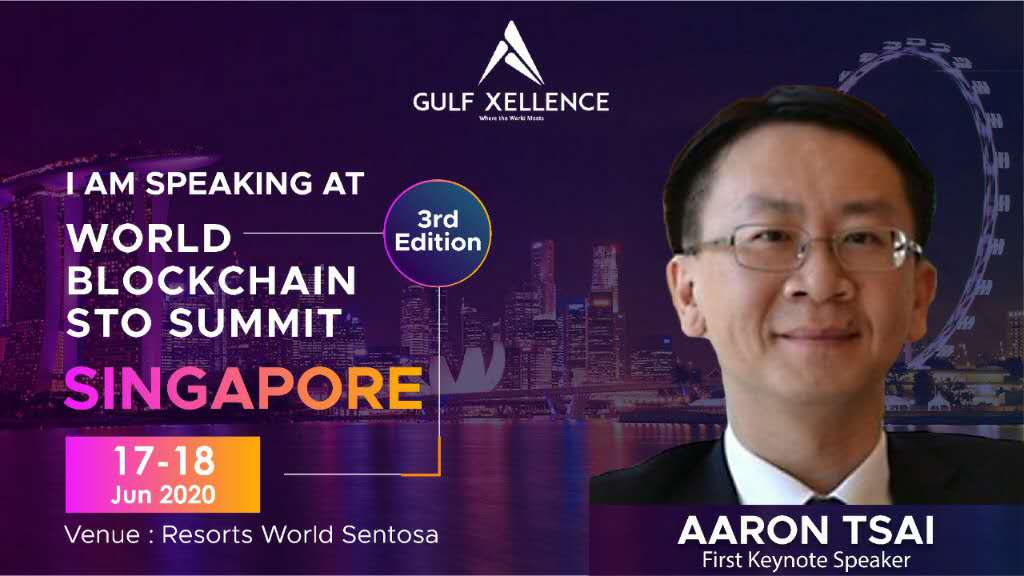 GULF XELLENCE
Where the World Meets
I AM SPEAKING AT
WORLD
BLOCKCHAIN
STO SUMMIT
3rd
Edition
SINGAPORE
17-18
Jun 2020
Venue : Resorts World Sentosa
AARON TSAI
First Keynote Speaker